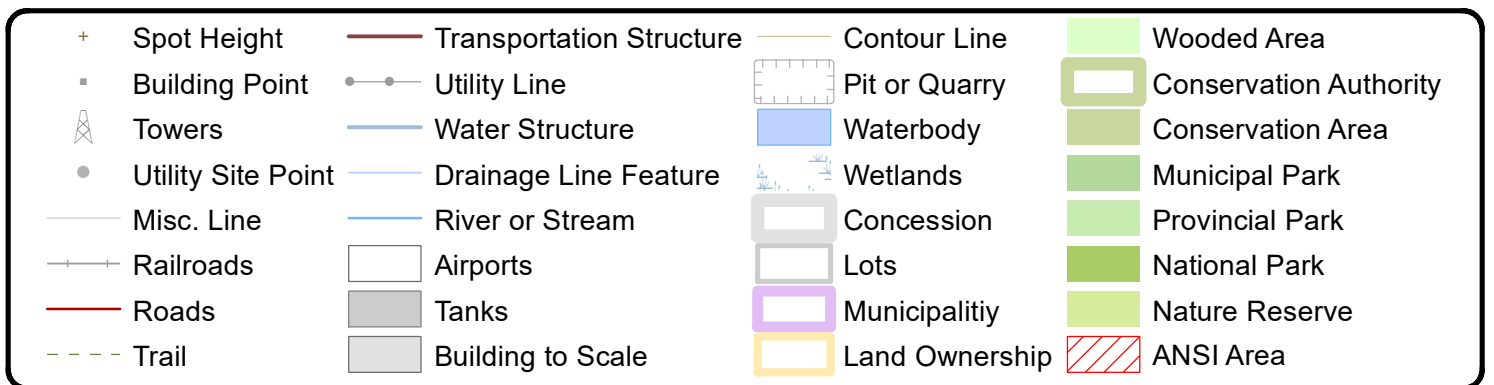 Spot Height
Building Point
Towers
Utility Site Point
Misc. Line
Railroads
Roads
Trail
Transportation Structure
Utility Line
Water Structure
Drainage Line Feature
River or Stream
Airports
Tanks
Building to Scale
Contour Line
Pit or Quarry
Waterbody
Wetlands
Concession
Lots
Municipalitiy
Land Ownership
Wooded Area
Conservation Authority
Conservation Area
Municipal Park
Provincial Park
National Park
Nature Reserve
ANSI Area